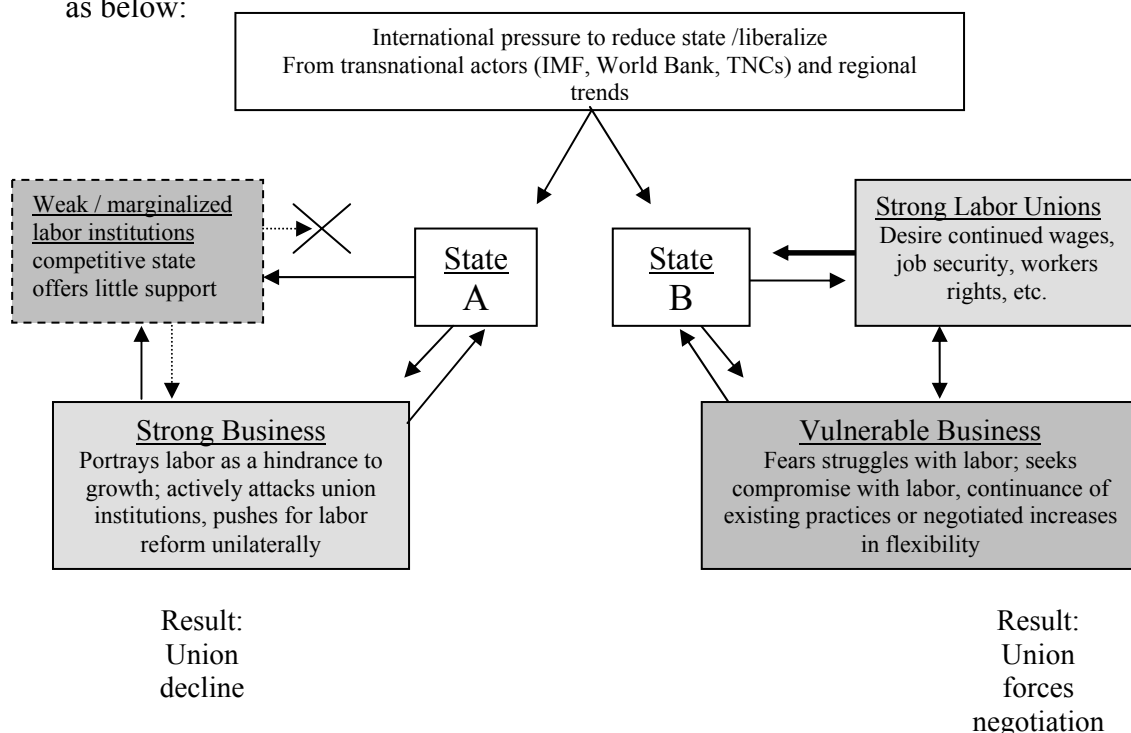 as below:
International pressure to reduce state /liberalize
From transnational actors (IMF, World Bank, TNCs) and regional
trends
Weak / marginalized
labor institutions
competitive state
offers little support
State
A
State
B
Strong Labor Unions
Desire continued wages,
job security, workers
rights, etc.
Strong Business
Portrays labor as a hindrance to
growth; actively attacks union
institutions, pushes for labor
reform unilaterally
Vulnerable Business
Fears struggles with labor; seeks
compromise with labor, continuance of
existing practices or negotiated increases
in flexibility
Result:
Union
decline
Result:
Union
forces
negotiation